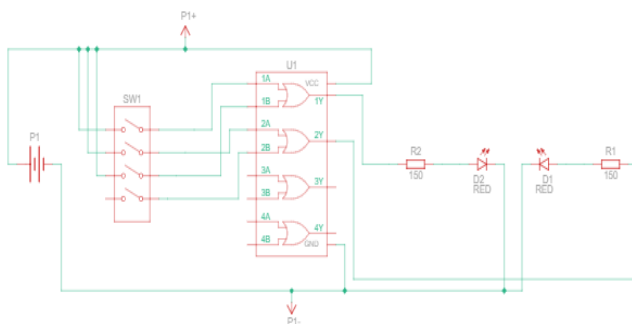 P1+
U1
SW1
P1
1A
VCC
1B
1Y
2A
2Y
2B
3A
3Y
3B
4A
4Y
4B
GND
R2
150
D2
RED
D1
RED
R1
150
P1-